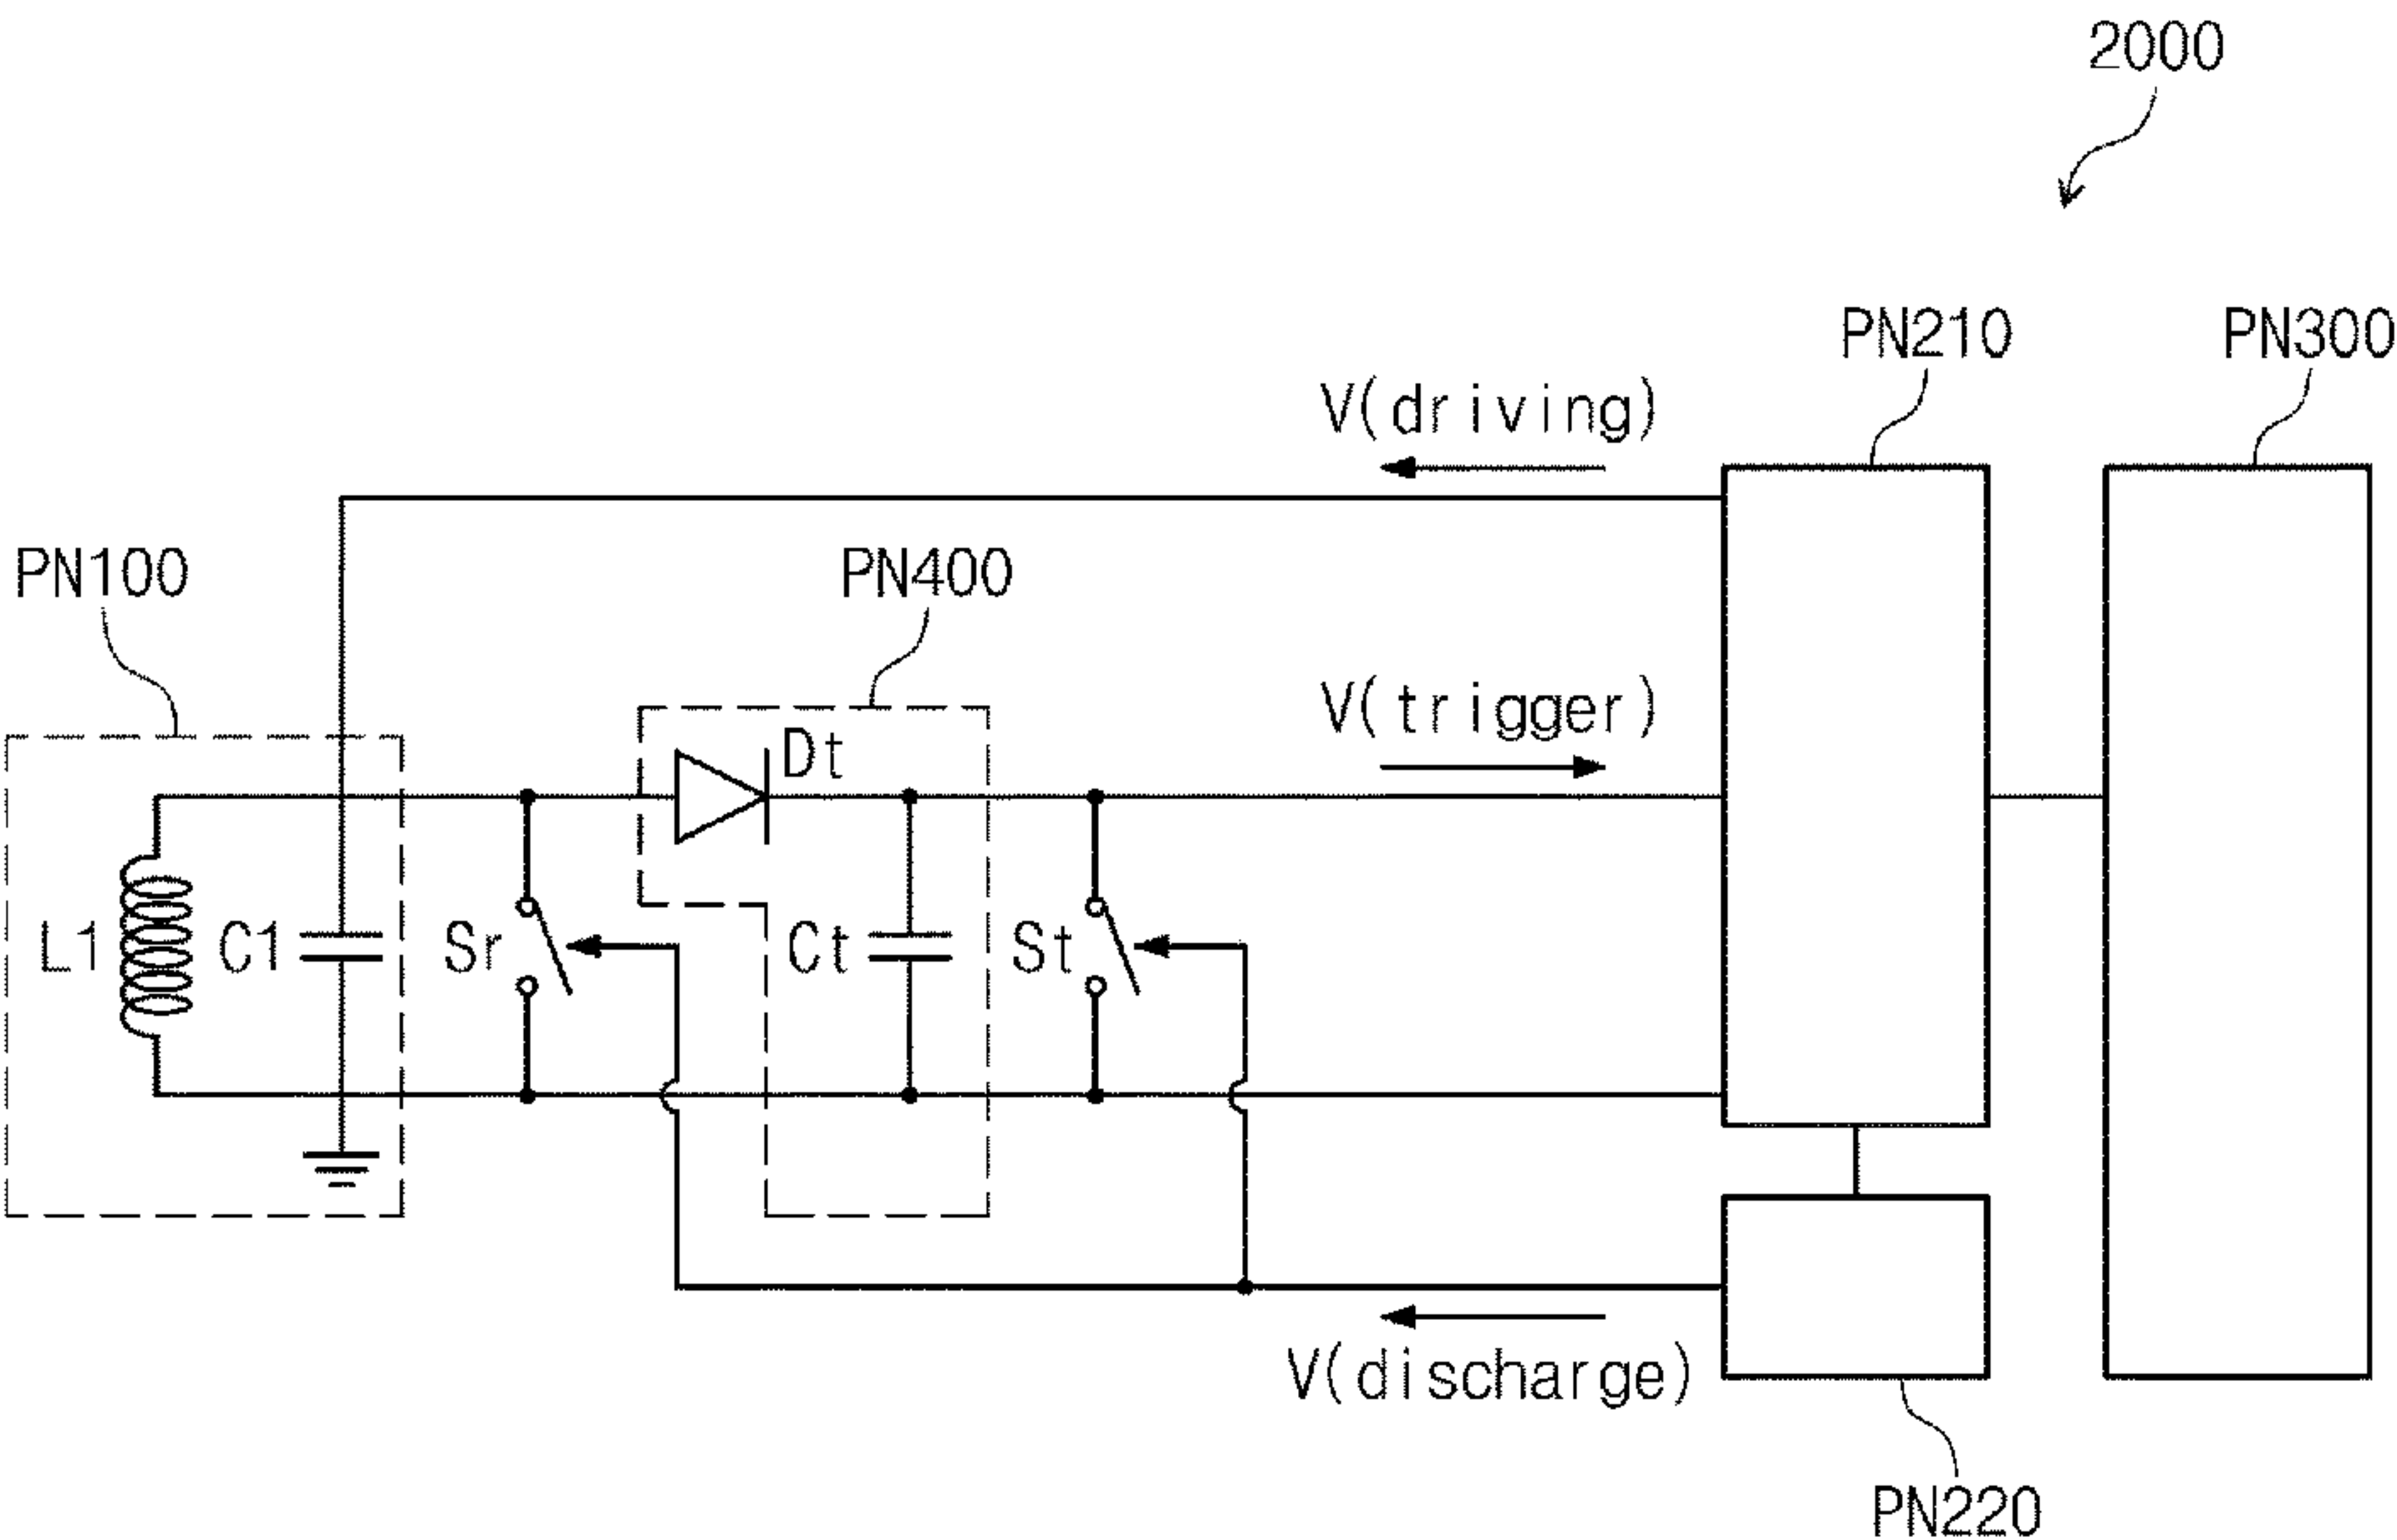 2000
PN210
PN300
V(driving)
PN100
PN400
V(trigger)
Dt
L1
C1
Sr
Ct
St
V(discharge)
PN220